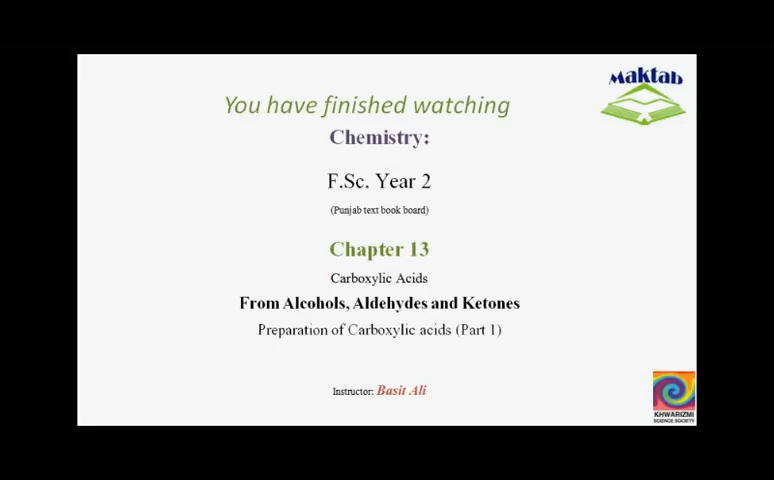 Maktab
You have finished watching
Chemistry:
F.Sc. Year 2
(Punjab text book board)
Chapter 13
Carboxylic Acids
From Alcohols, Aldehydes and Ketones
Preparation of Carboxylic acids (Part 1)
Instructor: Basit Ali
KHWARIZMI
SCIENCE SOCIETY